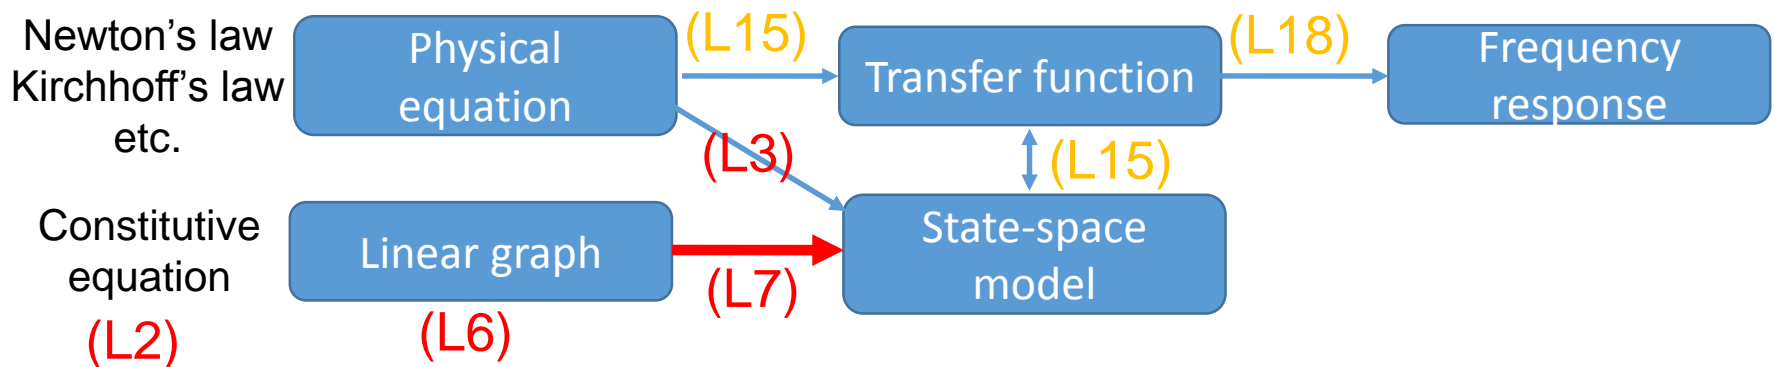 Newton’s law
Kirchhoff’s law
etc.
Physical
equation
(L15)
Transfer function
(L18)
Frequency
response
(L3)
(L15)
Constitutive
equation
(L2)
Linear graph
(L6)
(L7)
State-space
model